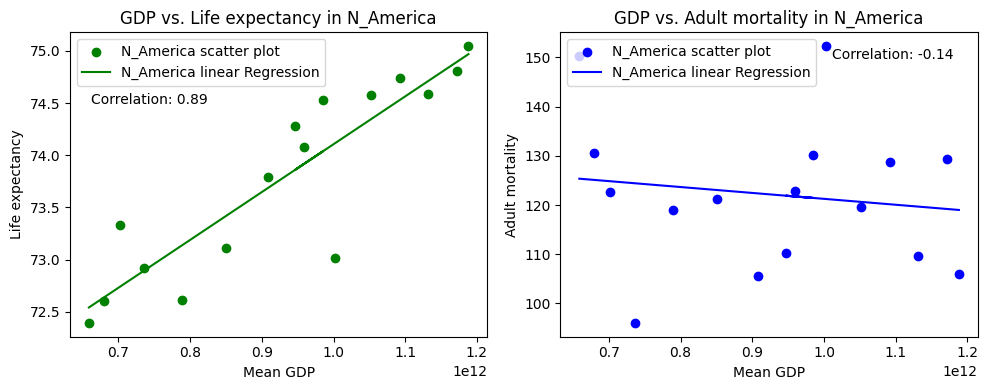 GDP vs. Life expectancy in N_America
N_America scatter plot
N_America linear Regression
Correlation: 0.89
Life expectancy
75.0
74.5
74.0
73.5
73.0
72.5
0.7 0.8 0.9 1.0 1.1 1.2
Mean GDP
1e12
GDP vs. Adult mortality in N_America
N_America scatter plot
N_America linear Regression
Correlation: -0.14
Adult mortality
150
140
130
120
110
100
0.7 0.8 0.9 1.0 1.1 1.2
Mean GDP
1e12